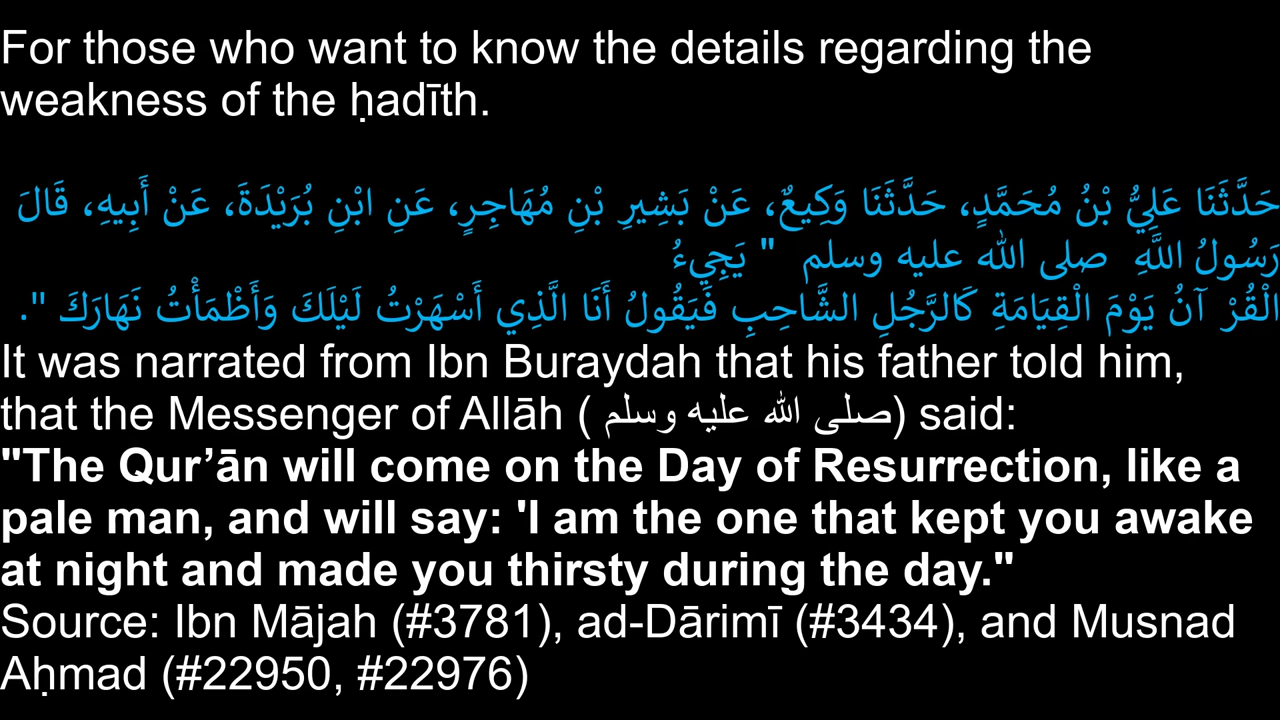 For those who want to know the details regarding the
weakness of the ḥadīth.
حَدَّثَنَا عَلِيُّ بْنُ مُحَمَّدٍ، حَدَّثَنَا وَكِيعٌ، عَنْ بَشِيرِ بْنِ مُهَاجِرٍ، عَنِ ابْنِ بُرَيْدَةَ، عَنْ أَبِيهِ، قَالَ
رَسُولُ اللَّهِ صلى الله عليه وسلم " يَجِيءُ
الْقُرْ آنُ يَوْمَ الْقِيَامَةِ كَالرَّجُلِ الشَّاحِبِ فَيَقُولُ أَنَا الَّذِي أَسْهَرْتُ لَيْلَكَ وَأَظْمَأْتُ نَهَارَكَ ".
It was narrated from Ibn Buraydah that his father told him,
that the Messenger of Allāh ( صلى الله عليه وسلم) said:
"The Qur’ān will come on the Day of Resurrection, like a
pale man, and will say: 'I am the one that kept you awake
at night and made you thirsty during the day."
Source: Ibn Mājah (#3781), ad-Dārimī (#3434), and Musnad
Aḥmad (#22950, #22976)